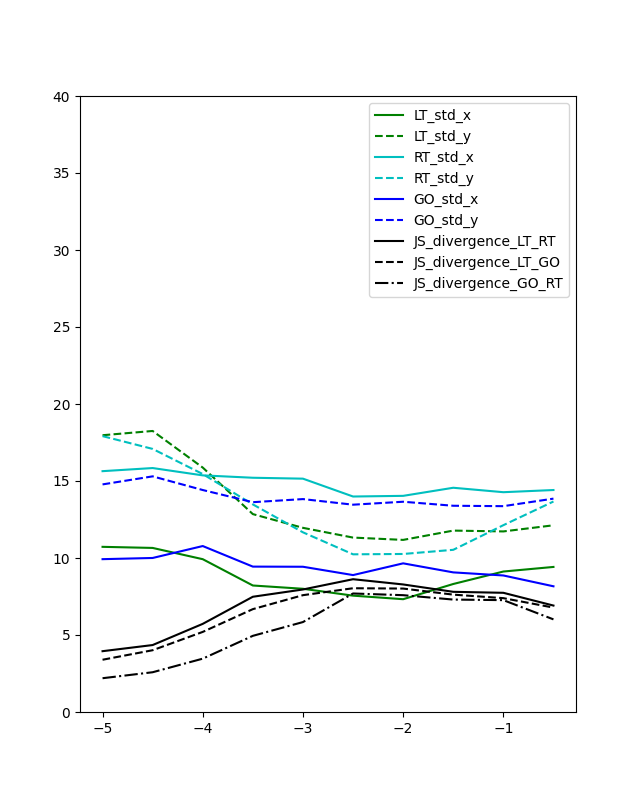 40
35
30
25
20
15
10
5
0
−5
−4
−3
−2
−1
LT_std_x
LT_std_y
RT_std_x
RT_std_y
GO_std_x
GO_std_y
JS_divergence_LT_RT
JS_divergence_LT_GO
JS_divergence_GO_RT